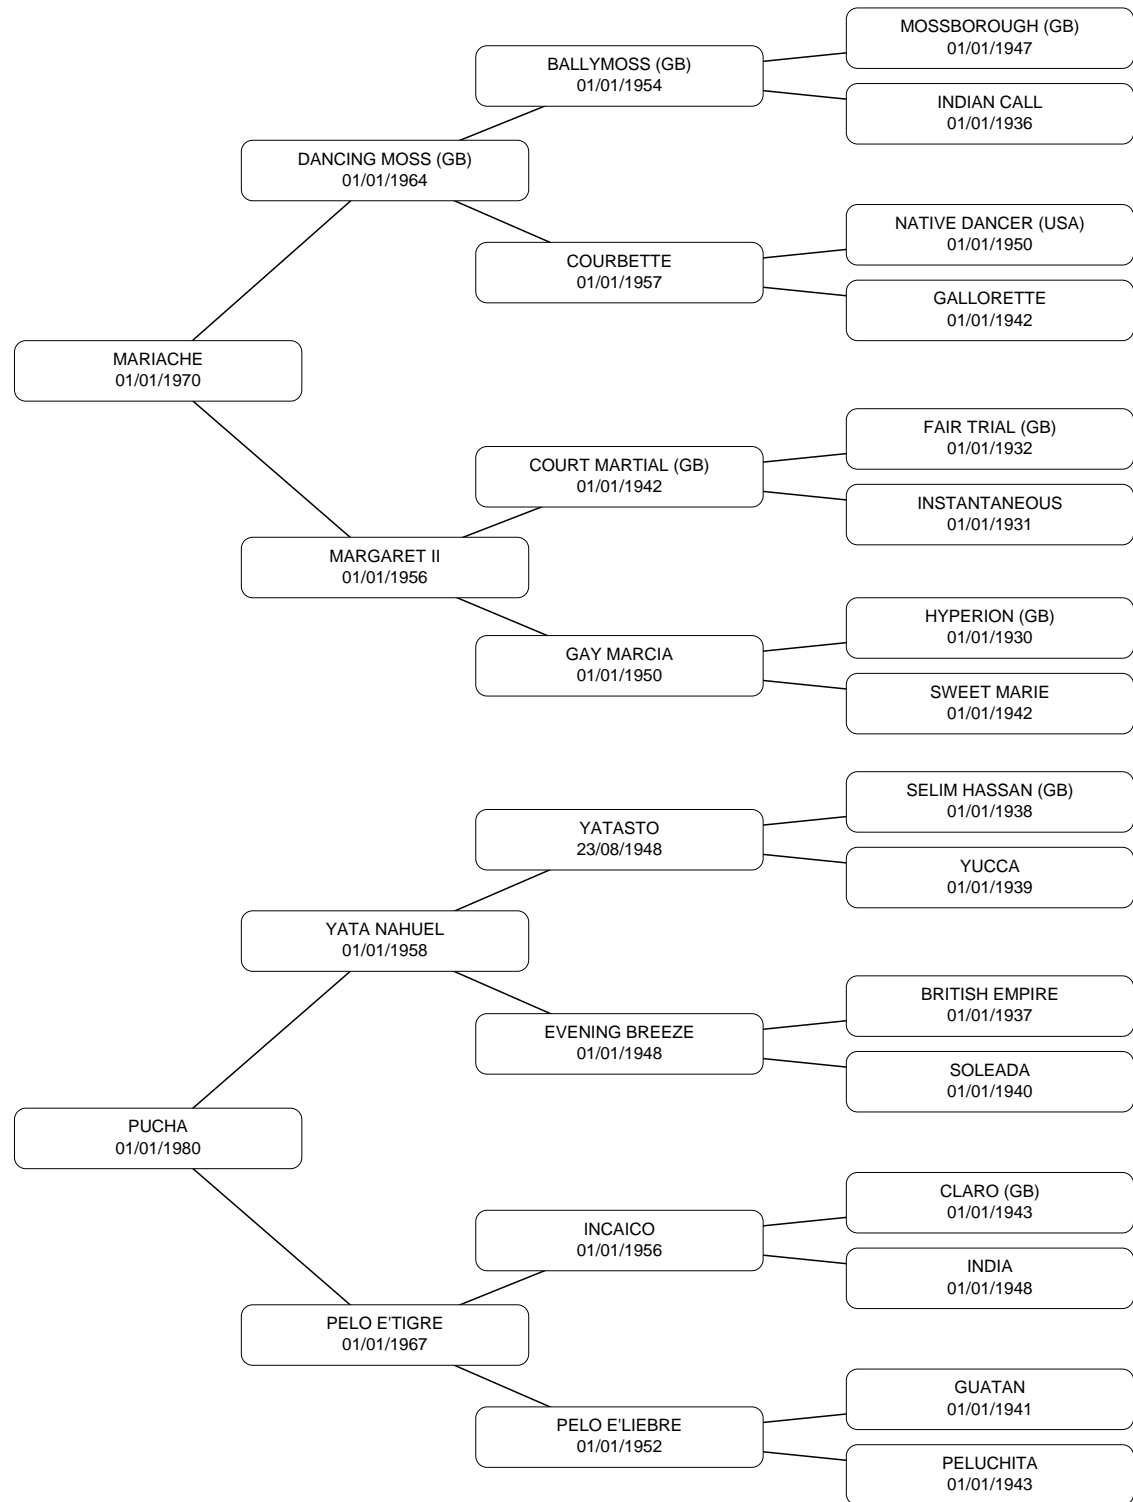 MOSSBOROUGH (GB)
01/01/1947
BALLYMOSS (GB)
01/01/1954
INDIAN CALL
01/01/1936
DANCING MOSS (GB)
01/01/1964
NATIVE DANCER (USA)
01/01/1950
COURBETTE
01/01/1957
GALLORETTE
01/01/1942
MARIACHE
01/01/1970
FAIR TRIAL (GB)
01/01/1932
COURT MARTIAL (GB)
01/01/1942
INSTANTANEOUS
01/01/1931
MARGARET II
01/01/1956
HYPERION (GB)
01/01/1930
GAY MARCIA
01/01/1950
SWEET MARIE
01/01/1942
SELIM HASSAN (GB)
01/01/1938
YATASTO
23/08/1948
YUCCA
01/01/1939
YATA NAHUEL
01/01/1958
BRITISH EMPIRE
01/01/1937
EVENING BREEZE
01/01/1948
SOLEADA
01/01/1940
PUCHA
01/01/1980
CLARO (GB)
01/01/1943
INCAICO
01/01/1956
INDIA
01/01/1948
PELO E'TIGRE
01/01/1967
GUATAN
01/01/1941
PELO E'LIEBRE
01/01/1952
PELUCHITA
01/01/1943